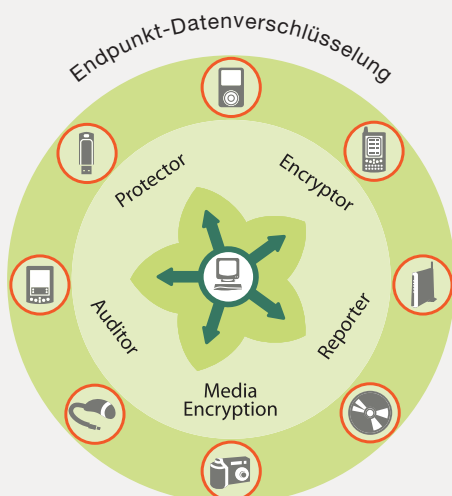 Endpunkt-Datenverschlüsselung
Protector
Encryptor
Auditor
Reporter
Media
Encryption